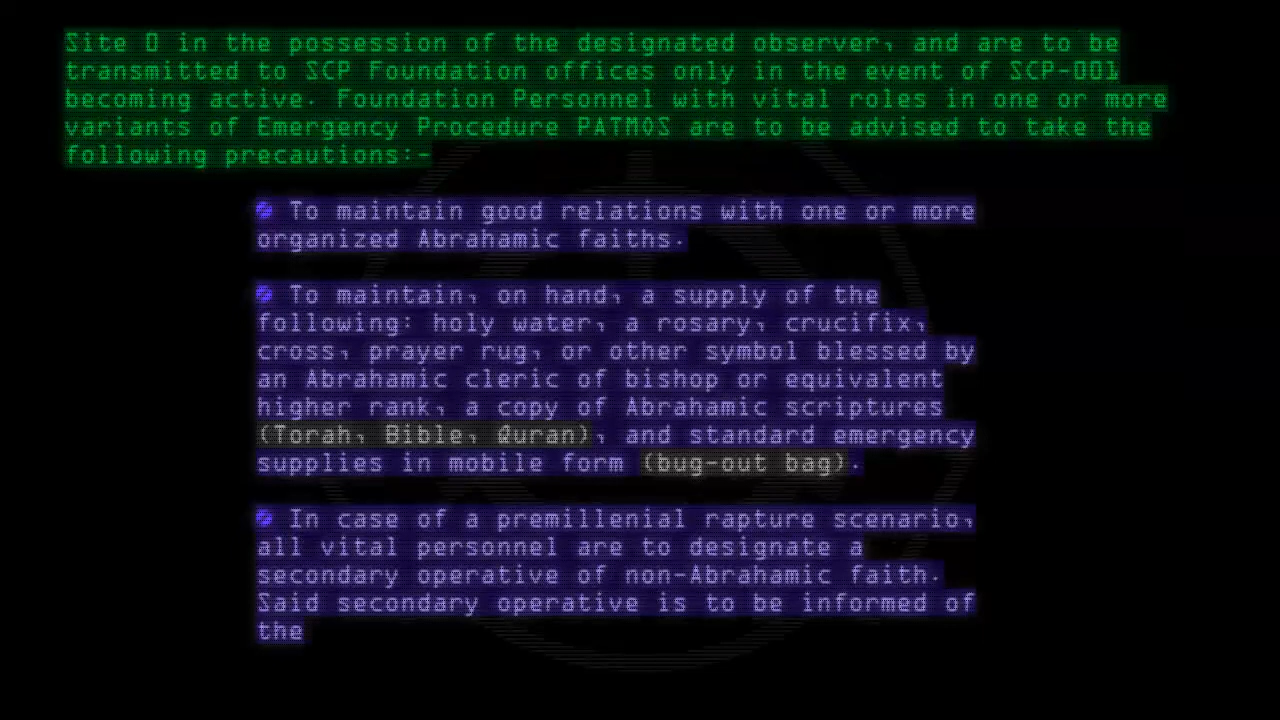 Site 0 in the possession of the designated observer, and are to be
transmitted to SCP Foundation offices only in the event of SCP-001
becoming active. Foundation Personnel with vital roles in one or more
variants of Emergency Procedure PATMOS are to be advised to take the
following precautions:-
To maintain good relations with one or more
organized Abrahamic faiths.
To maintain, on hand, a supply of the
following: holy water, a rosary, crucifix,
cross, prayer rug, or other symbol blessed by
an Abrahamic cleric of bishop or equivalent
higher rank, a copy of Abrahamic scriptures
(Torah, Bible, Quran), and standard emergency
supplies in mobile form (bug-out bag).
In case of a premillenial rapture scenario,
all vital personnel are to designate a
secondary operative of non-Abrahamic faith.
Said secondary operative is to be informed of
the